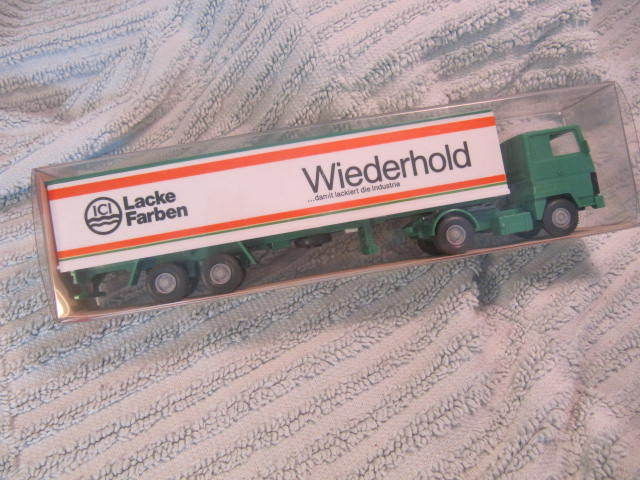 ICI
Lacke
Farben
Wiederhold
...damit lackiert die Industrie